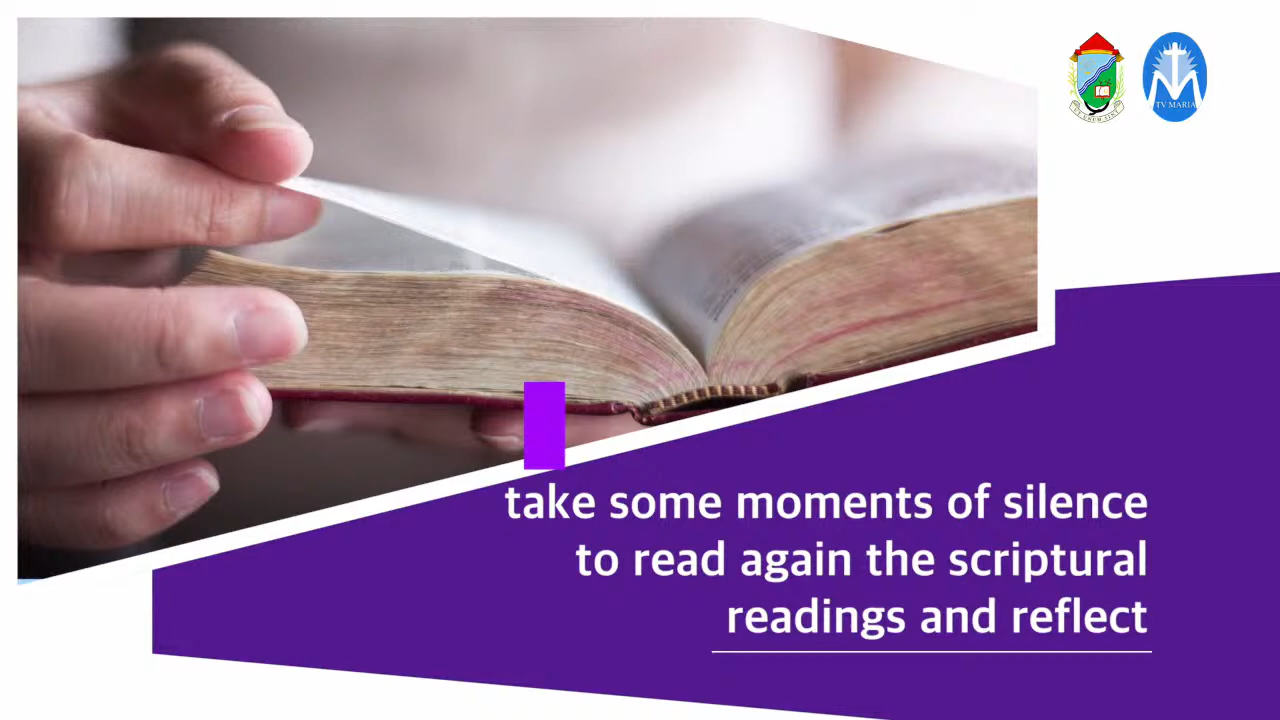 TV MARIA
take some moments of silence
to read again the scriptural
readings and reflect